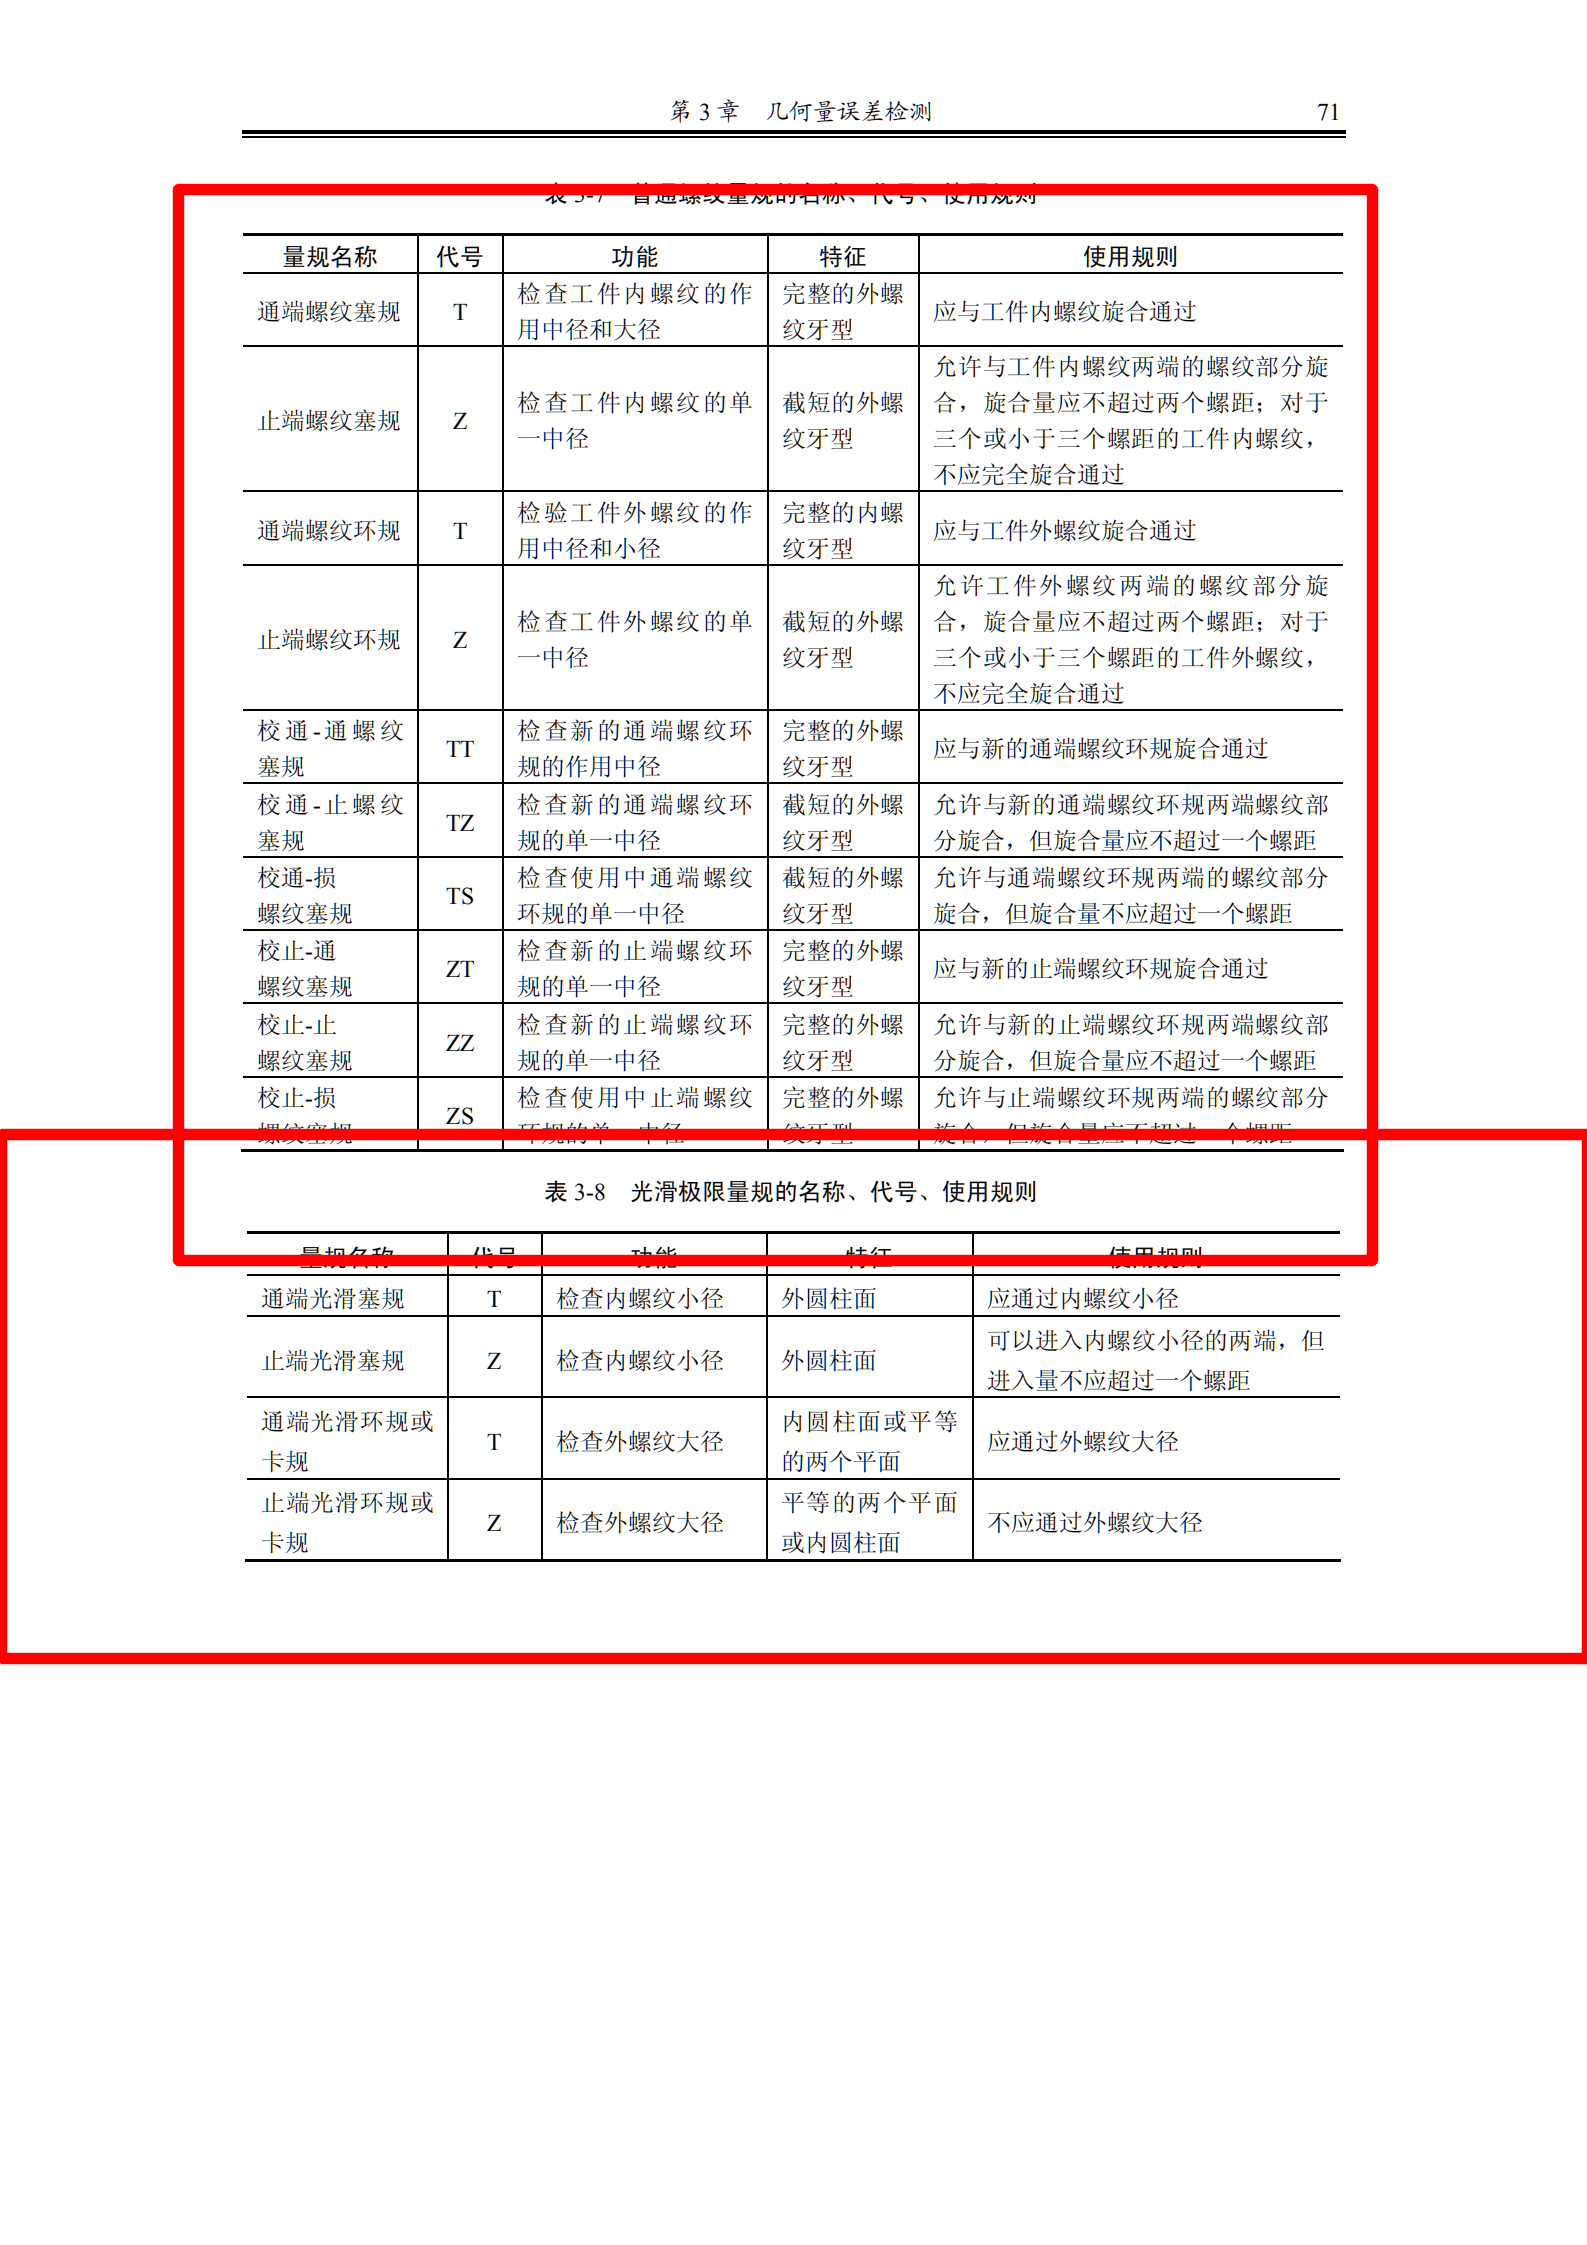 第 3 章 几何量误差检测 71
表 3-7 普通螺纹量规的名称、代号、使用规则
量规名称 代号 功能 特征 使用规则
通端螺纹塞规 T 检查工件内螺纹的作 完整的外螺 应与工件内螺纹旋合通过
用中径和大径 纹牙型
止端螺纹塞规 Z 检查工件内螺纹的单 截短的外螺 允许与工件内螺纹两端的螺纹部分旋
一中径 纹牙型 合，旋合量应不超过两个螺距；对于
三个或小于三个螺距的工件内螺纹，
不应完全旋合通过
通端螺纹环规 T 检验工件外螺纹的作 完整的内螺 应与工件外螺纹旋合通过
用中径和小径 纹牙型
止端螺纹环规 Z 检查工件外螺纹的单 截短的外螺 允许工件外螺纹两端的螺纹部分旋
一中径 纹牙型 合，旋合量应不超过两个螺距；对于
三个或小于三个螺距的工件外螺纹，
不应完全旋合通过
校通-通螺纹 TT 检查新的通端螺纹环 完整的外螺 应与新的通端螺纹环规旋合通过
塞规 规的作用中径 纹牙型
校通-止螺纹 TZ 检查新的通端螺纹环 截短的外螺 允许与新的通端螺纹环规两端螺纹部
塞规 规的单一中径 纹牙型 分旋合，但旋合量应不超过一个螺距
校通-损 TS 检查使用中通端螺纹 截短的外螺 允许与通端螺纹环规两端的螺纹部分
螺纹塞规 环规的单一中径 纹牙型 旋合，但旋合量不应超过一个螺距
校止-通 ZT 检查新的止端螺纹环 完整的外螺 应与新的止端螺纹环规旋合通过
螺纹塞规 规的单一中径 纹牙型
校止-止 ZZ 检查新的止端螺纹环 完整的外螺 允许与新的止端螺纹环规两端螺纹部
螺纹塞规 规的单一中径 纹牙型 分旋合，但旋合量应不超过一个螺距
校止-损 ZS 检查使用中止端螺纹 完整的外螺 允许与止端螺纹环规两端的螺纹部分
螺纹塞规 环规的单一中径 纹牙型 旋合，但旋合量应不超过一个螺距
表 3-8 光滑极限量规的名称、代号、使用规则
量规名称 代号 功能 特征 使用规则
通端光滑塞规 T 检查内螺纹小径 外圆柱面 应通过内螺纹小径
止端光滑塞规 Z 检查内螺纹小径 外圆柱面 可以进入内螺纹小径的两端，但
进入量不应超过一个螺距
通端光滑环规或 T 检查外螺纹大径 内圆柱面或平等 应通过外螺纹大径
卡规 的两个平面
止端光滑环规或 Z 检查外螺纹大径 平等的两个平面 不应通过外螺纹大径
卡规 或内圆柱面